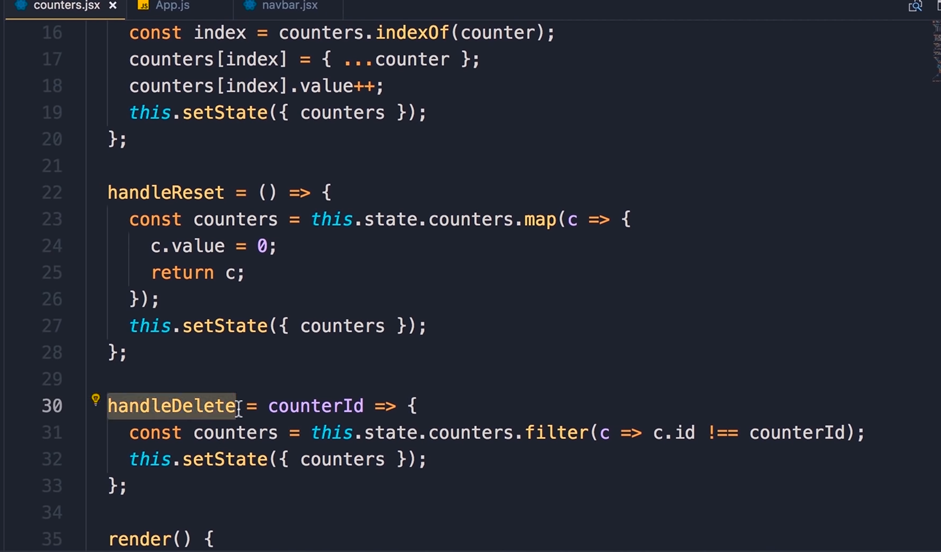 counters.jsx × App.js navbar.jsx
16 const index = counters.indexOf(counter);
17 counters[index] = { ...counter };
18 counters[index].value++;
19 this.setState({ counters });
20 };
21
22 handleReset = () => {
23 const counters = this.state.counters.map(c => {
24 c.value = 0;
25 return c;
26 });
27 this.setState({ counters });
28 };
29
30 handleDelete = counterId => {
31 const counters = this.state.counters.filter(c => c.id !== counterId);
32 this.setState({ counters });
33 };
34
35 render() {